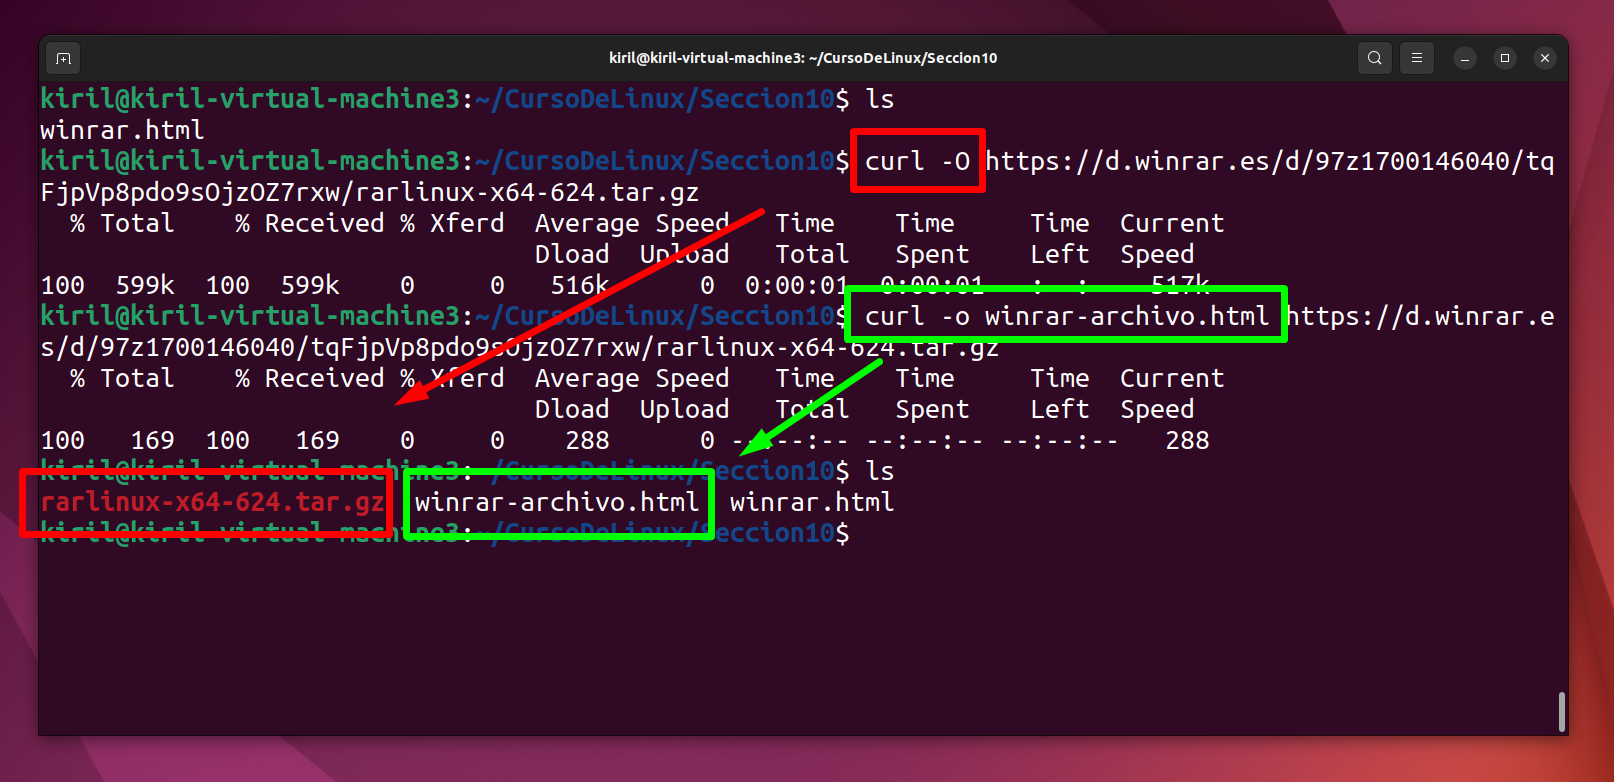 kiril@kiril-virtual-machine3: ~/CursoDeLinux/Seccion10
kiril@kiril-virtual-machine3:~/CursoDeLinux/Seccion10$ ls
winrar.html
kiril@kiril-virtual-machine3:~/CursoDeLinux/Seccion10$ curl -O https://d.winrar.es/d/97z1700146040/tq
FjpVp8pdo9sOjzOZ7rxw/rarlinux-x64-624.tar.gz
% Total % Received % Xferd Average Speed Time Time Time Current
Dload Upload Total Spent Left Speed
100 599k 100 599k 0 0 516k 0 0:00:01 0:00:01 --:--:-- 517k
kiril@kiril-virtual-machine3:~/CursoDeLinux/Seccion10$ curl -o winrar-archivo.html https://d.winrar.e
s/d/97z1700146040/tqFjpVp8pdo9sOjzOZ7rxw/rarlinux-x64-624.tar.gz
% Total % Received % Xferd Average Speed Time Time Time Current
Dload Upload Total Spent Left Speed
100 169 100 169 0 0 288 0 --:--:-- --:--:-- --:--:-- 288
kiril@kiril-virtual-machine3:~/CursoDeLinux/Seccion10$ ls
rarlinux-x64-624.tar.gz winrar-archivo.html winrar.html
kiril@kiril-virtual-machine3:~/CursoDeLinux/Seccion10$